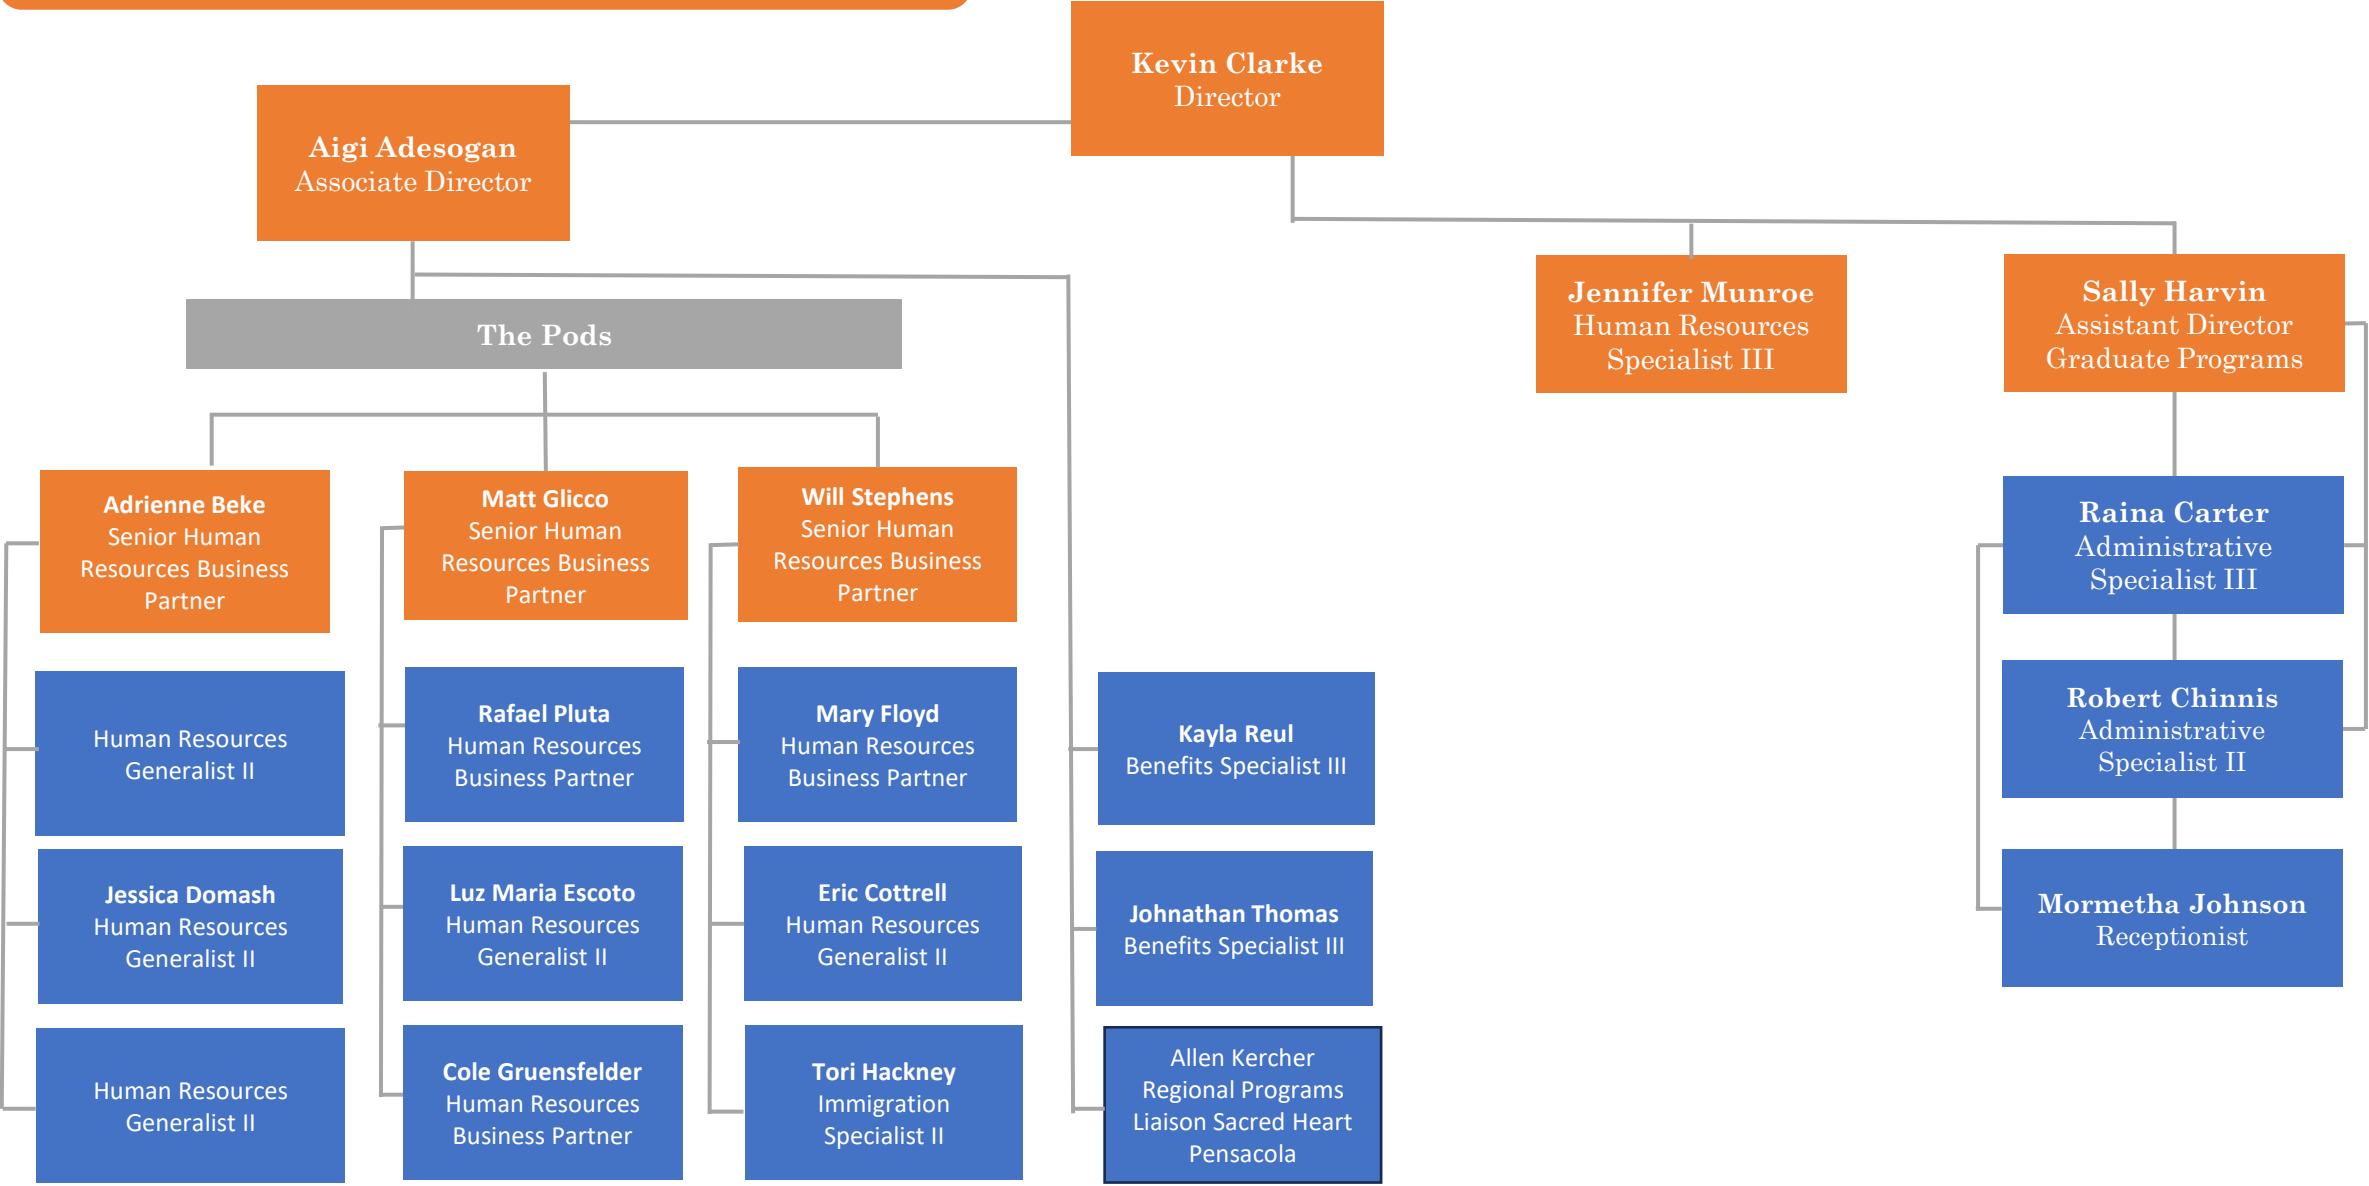 Kevin Clarke
Director
Aigi Adesogan
Associate Director
Jennifer Munroe
Human Resources
Specialist III
Sally Harvin
Assistant Director
Graduate Programs
The Pods
Adrienne Beke
Senior Human
Resources Business
Partner
Matt Glicco
Senior Human
Resources Business
Partner
Will Stephens
Senior Human
Resources Business
Partner
Raina Carter
Administrative
Specialist III
Human Resources
Generalist II
Rafael Pluta
Human Resources
Business Partner
Mary Floyd
Human Resources
Business Partner
Kayla Reul
Benefits Specialist III
Robert Chinnis
Administrative
Specialist II
Jessica Domash
Human Resources
Generalist II
Luz Maria Escoto
Human Resources
Generalist II
Eric Cottrell
Human Resources
Generalist II
Johnathan Thomas
Benefits Specialist III
Mormetha Johnson
Receptionist
Human Resources
Generalist II
Cole Gruensfelder
Human Resources
Business Partner
Tori Hackney
Immigration
Specialist II
Allen Kercher
Regional Programs
Liaison Sacred Heart
Pensacola